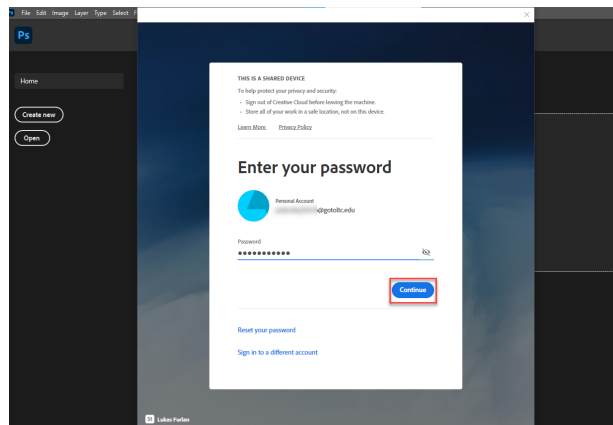 Ps File Edit Image Layer Type Select F
Ps
Home
Create new
Open
THIS IS A SHARED DEVICE
To help protect your privacy and security:
- Sign out of Creative Cloud before leaving the machine.
- Store all of your work in a safe location, not on this device.
Learn More Privacy Policy
Enter your password
Personal Account
@gotoltc.edu
Password
Continue
Reset your password
Sign in to a different account
St Lukas Furlan